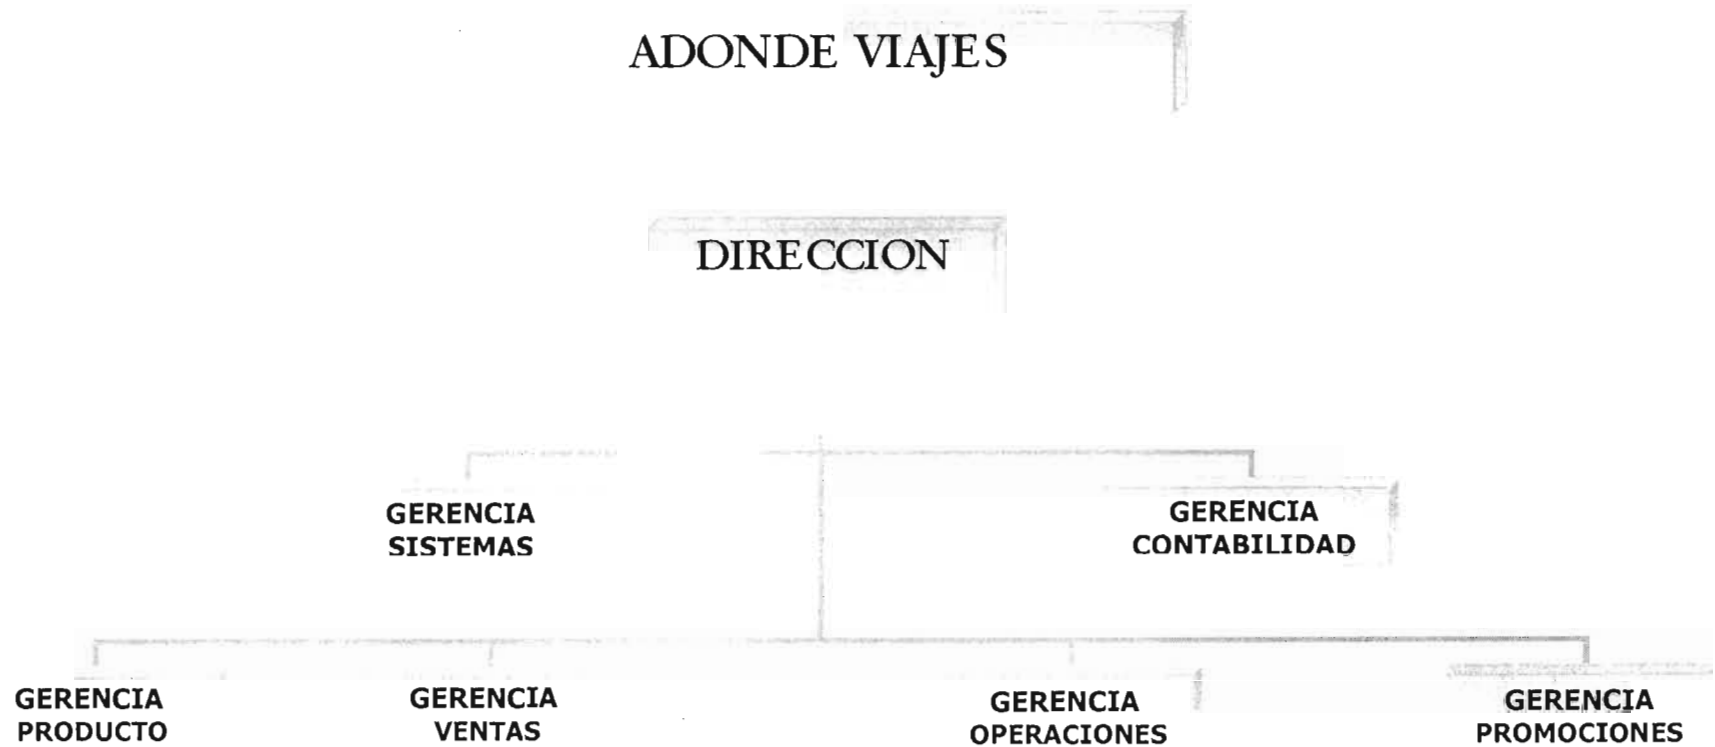 ADONDE VIAJES
DIRECCION
GERENCIA
SISTEMAS
GERENCIA
CONTABILIDAD
GERENCIA
PRODUCTO
GERENCIA
VENTAS
GERENCIA
OPERACIONES
GERENCIA
PROMOCIONES